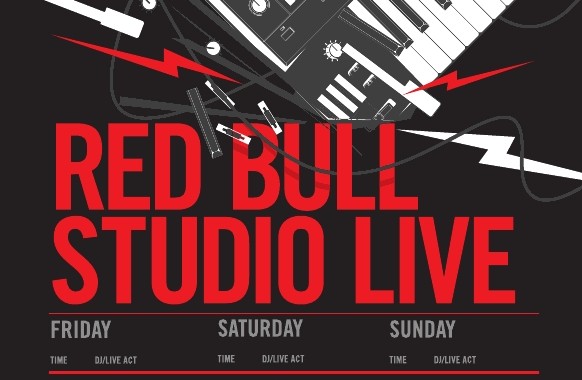 RED BULL
STUDIO LIVE
FRIDAY SATURDAY SUNDAY
TIME DJ/LIVE ACT TIME DJ/LIVE ACT TIME DJ/LIVE ACT